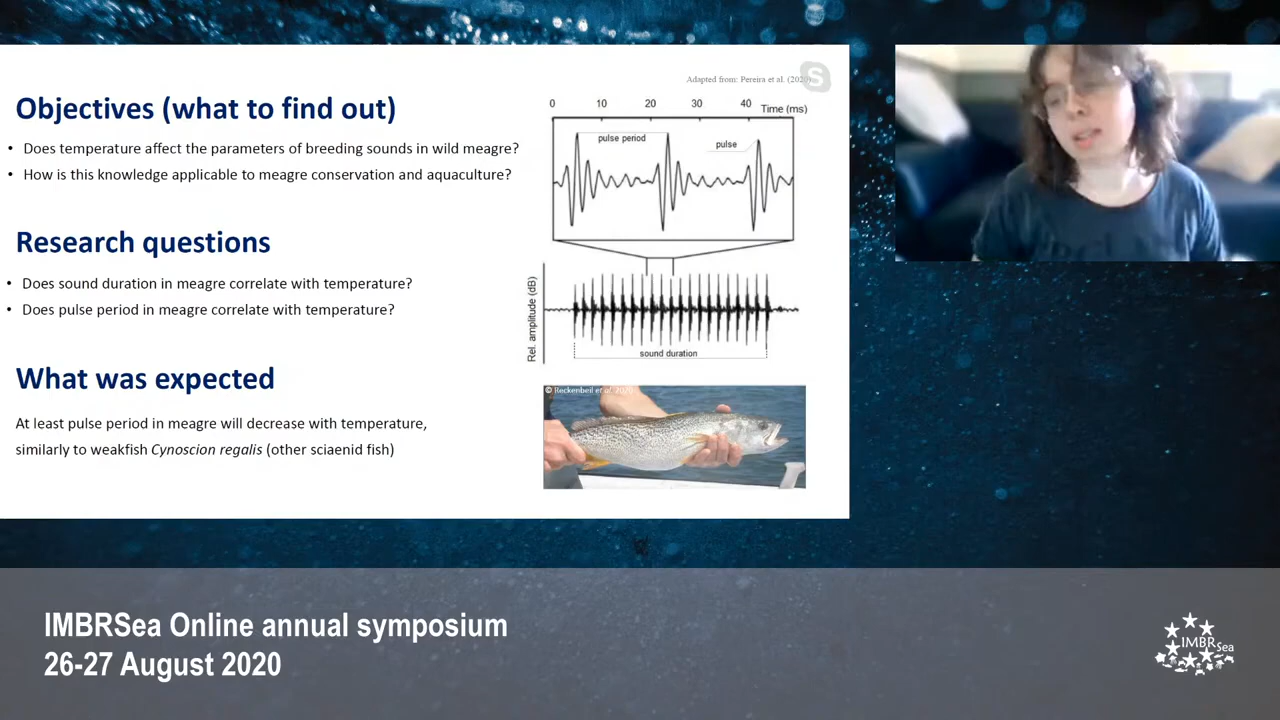 Objectives (what to find out)
• Does temperature affect the parameters of breeding sounds in wild meagre?
• How is this knowledge applicable to meagre conservation and aquaculture?
Research questions
• Does sound duration in meagre correlate with temperature?
• Does pulse period in meagre correlate with temperature?
What was expected
At least pulse period in meagre will decrease with temperature,
similarly to weakfish Cynoscion regalis (other sciaenid fish)
Adapted from: Pereira et al. (2020)
S
0 10 20 30 40 Time (ms)
pulse period
pulse
Rel. amplitude (dB)
sound duration
© Reckenbeil et al. 2020
IMBRSea Online annual symposium
26-27 August 2020
IMBRSea